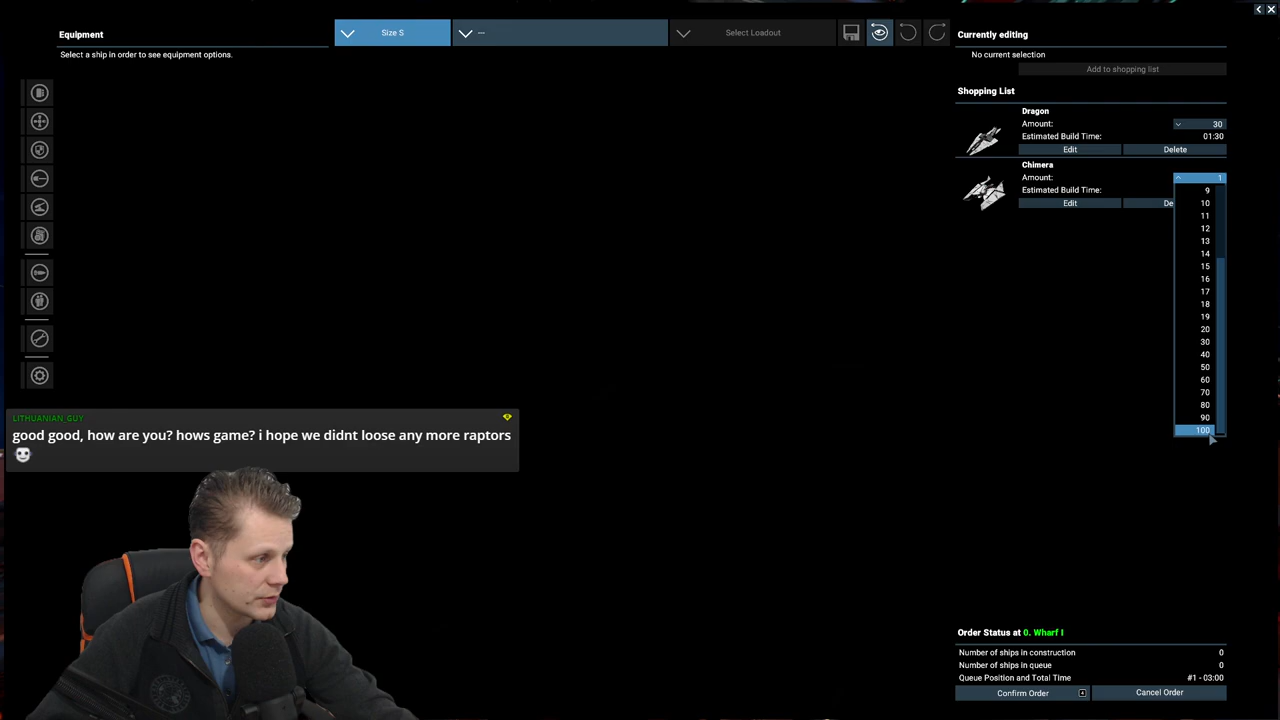 Equipment
Select a ship in order to see equipment options.
Size S
---
Select Loadout
Currently editing
No current selection
Add to shopping list
Shopping List
Dragon
Amount:
30
Estimated Build Time:
01:30
Edit
Delete
Chimera
Amount:
1
Estimated Build Time:
Edit
De
9
10
11
12
13
14
15
16
17
18
19
20
30
40
50
60
70
80
90
100
LITHUANIAN_GUY
good good, how are you? hows game? i hope we didnt loose any more raptors
Order Status at 0. Wharf I
Number of ships in construction
0
Number of ships in queue
0
Queue Position and Total Time
#1 - 03:00
Confirm Order
Cancel Order